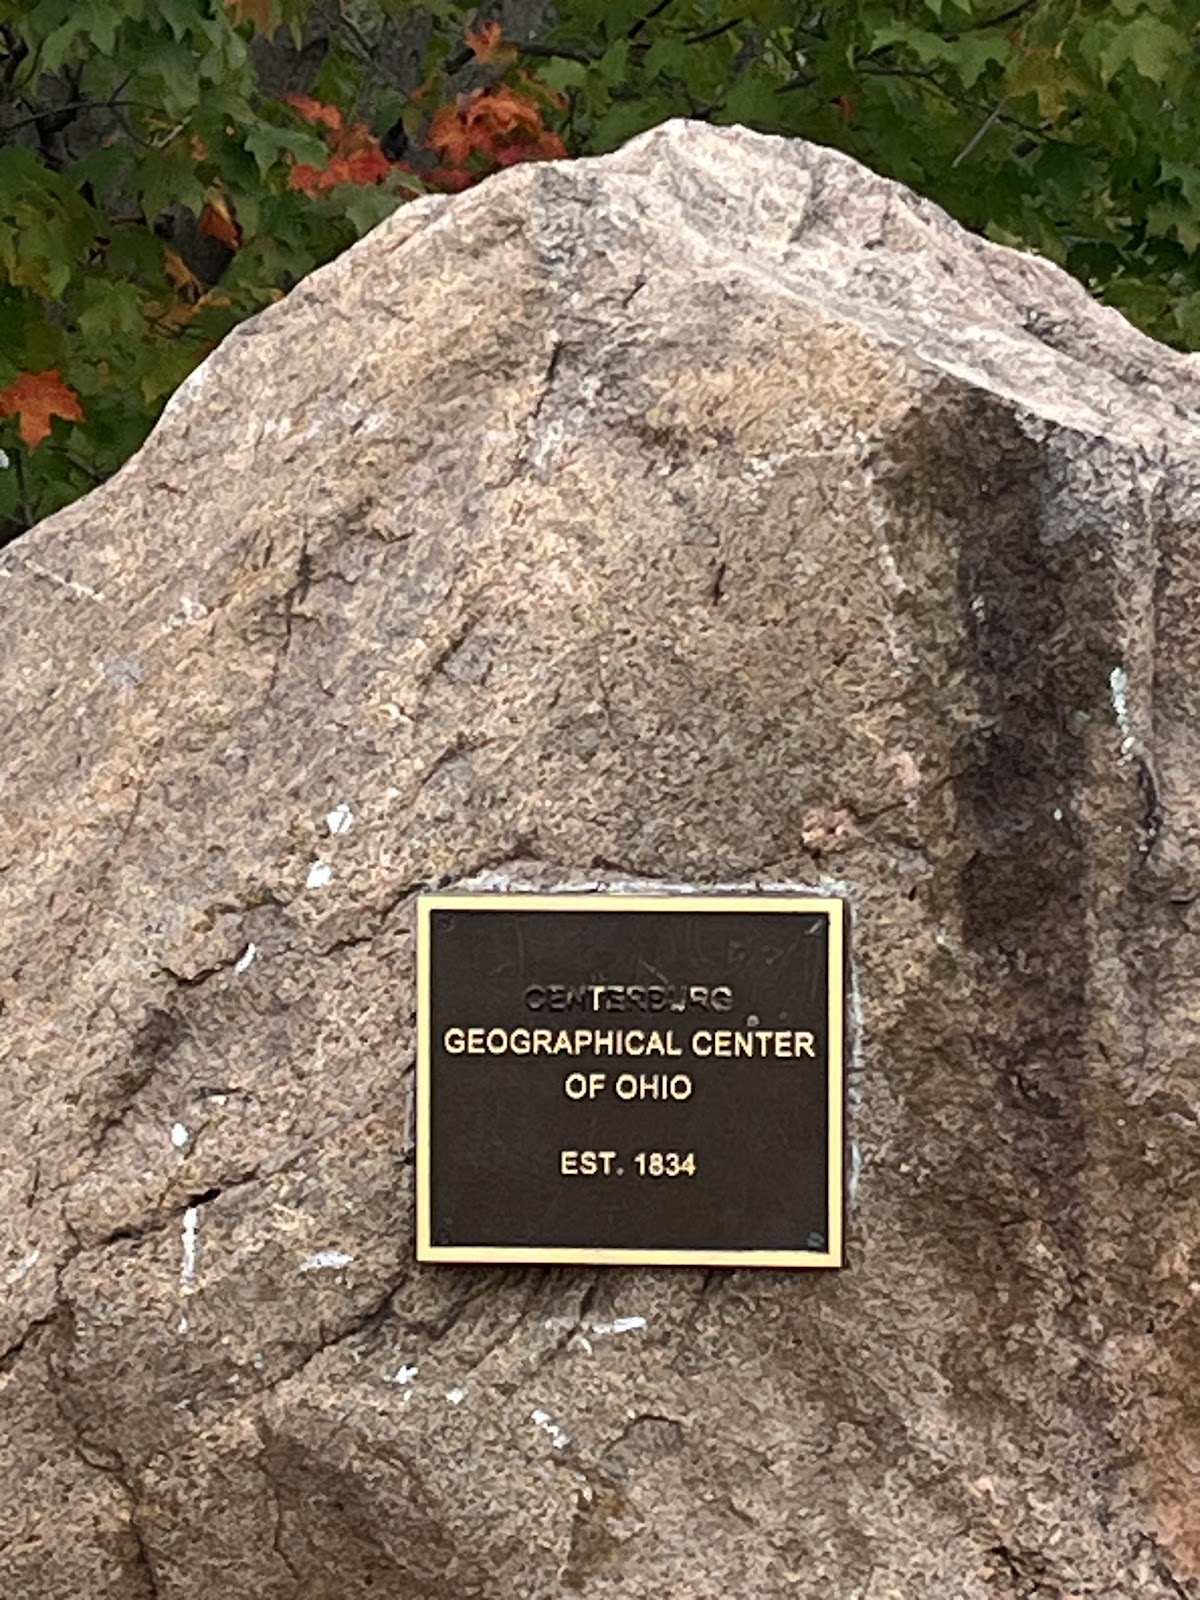 CENTERBURG
GEOGRAPHICAL CENTER
OF OHIO
EST. 1834